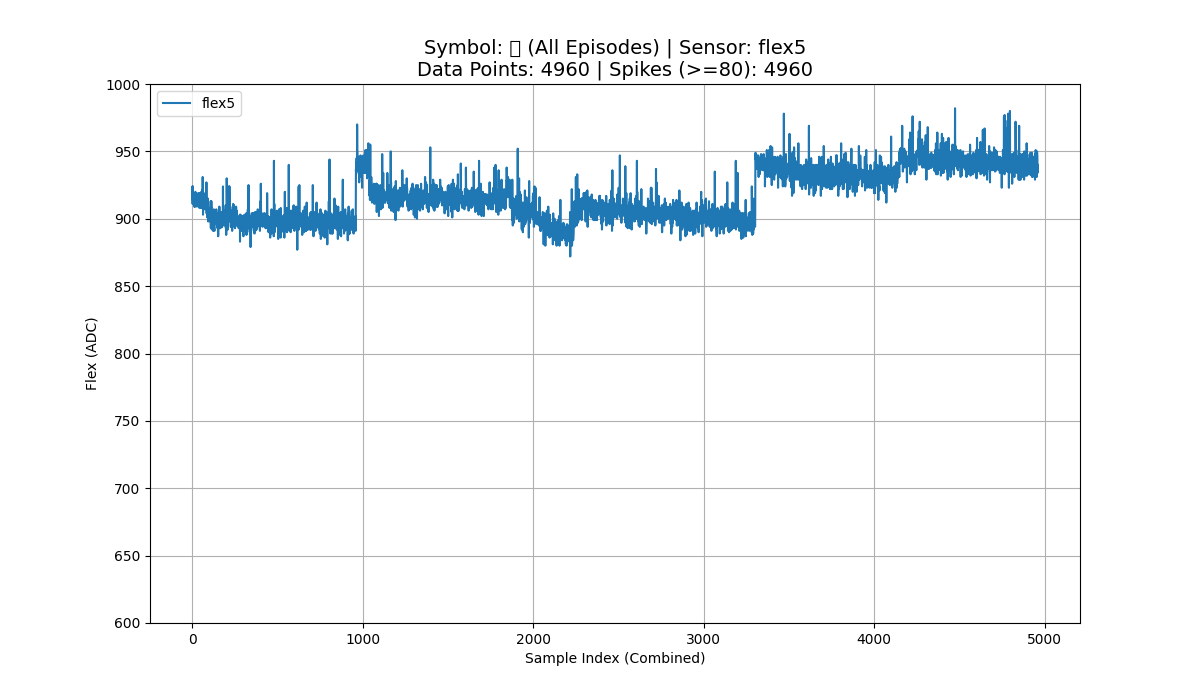 Symbol: (All Episodes) | Sensor: flex5
Data Points: 4960 | Spikes (>=80): 4960
flex5
1000
950
900
850
800
750
700
650
600
Flex (ADC)
0 1000 2000 3000 4000 5000
Sample Index (Combined)